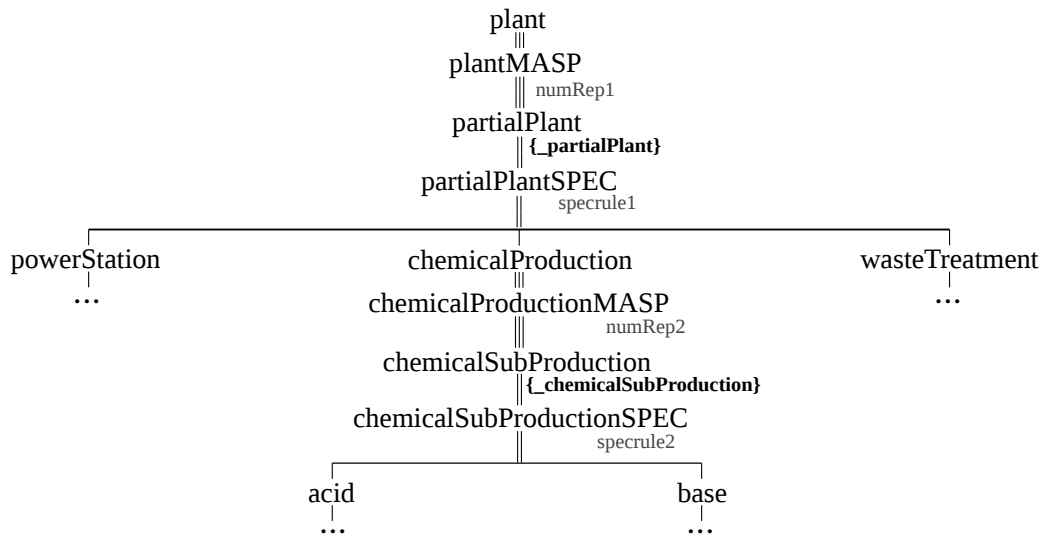 plant
plantMASP
numRep1
partialPlant
{_partialPlant}
partialPlantSPEC
specrule1
powerStation chemicalProduction wasteTreatment
... ...
chemicalProductionMASP
numRep2
chemicalSubProduction
{_chemicalSubProduction}
chemicalSubProductionSPEC
specrule2
acid base
... ...